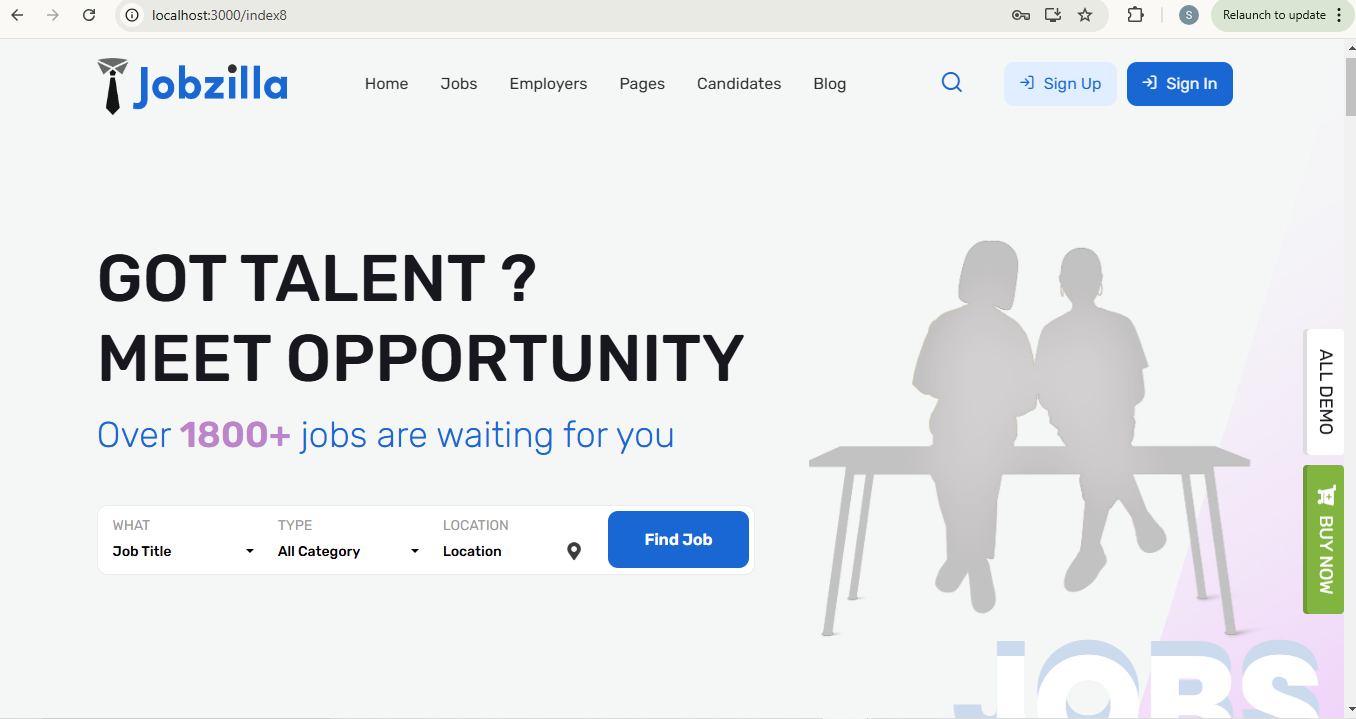 localhost:3000/index8
S
Relaunch to update
Jobzilla
Home Jobs Employers Pages Candidates Blog
Sign Up
Sign In
GOT TALENT ?
MEET OPPORTUNITY
Over 1800+ jobs are waiting for you
WHAT TYPE LOCATION
Job Title All Category Location
Find Job
ALL DEMO
BUY NOW
JOBS